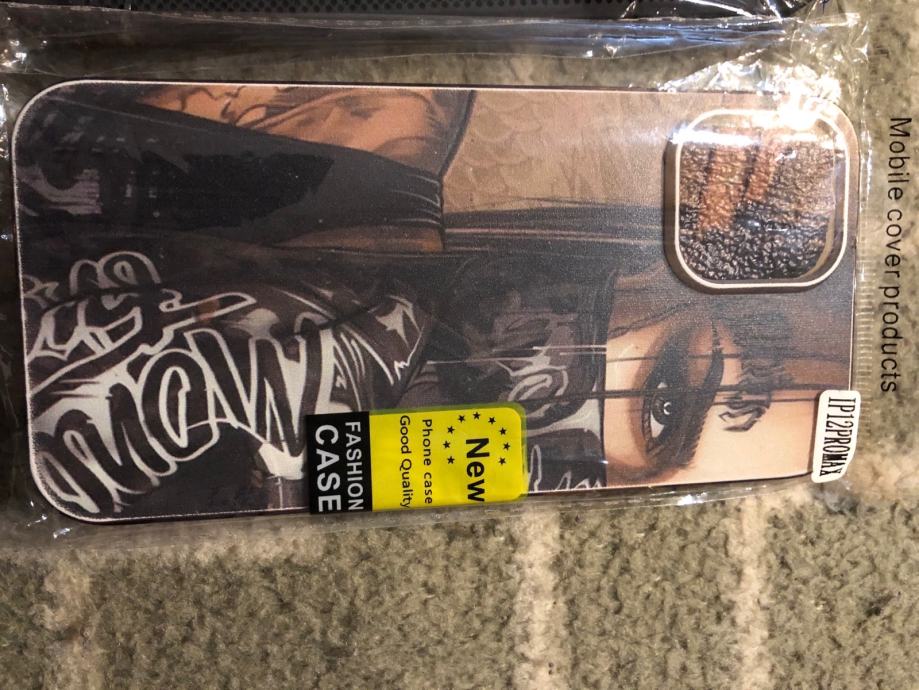 Mobile cover products
IP12PROMAX
New
Phone case
Good Quality
FASHION
CASE